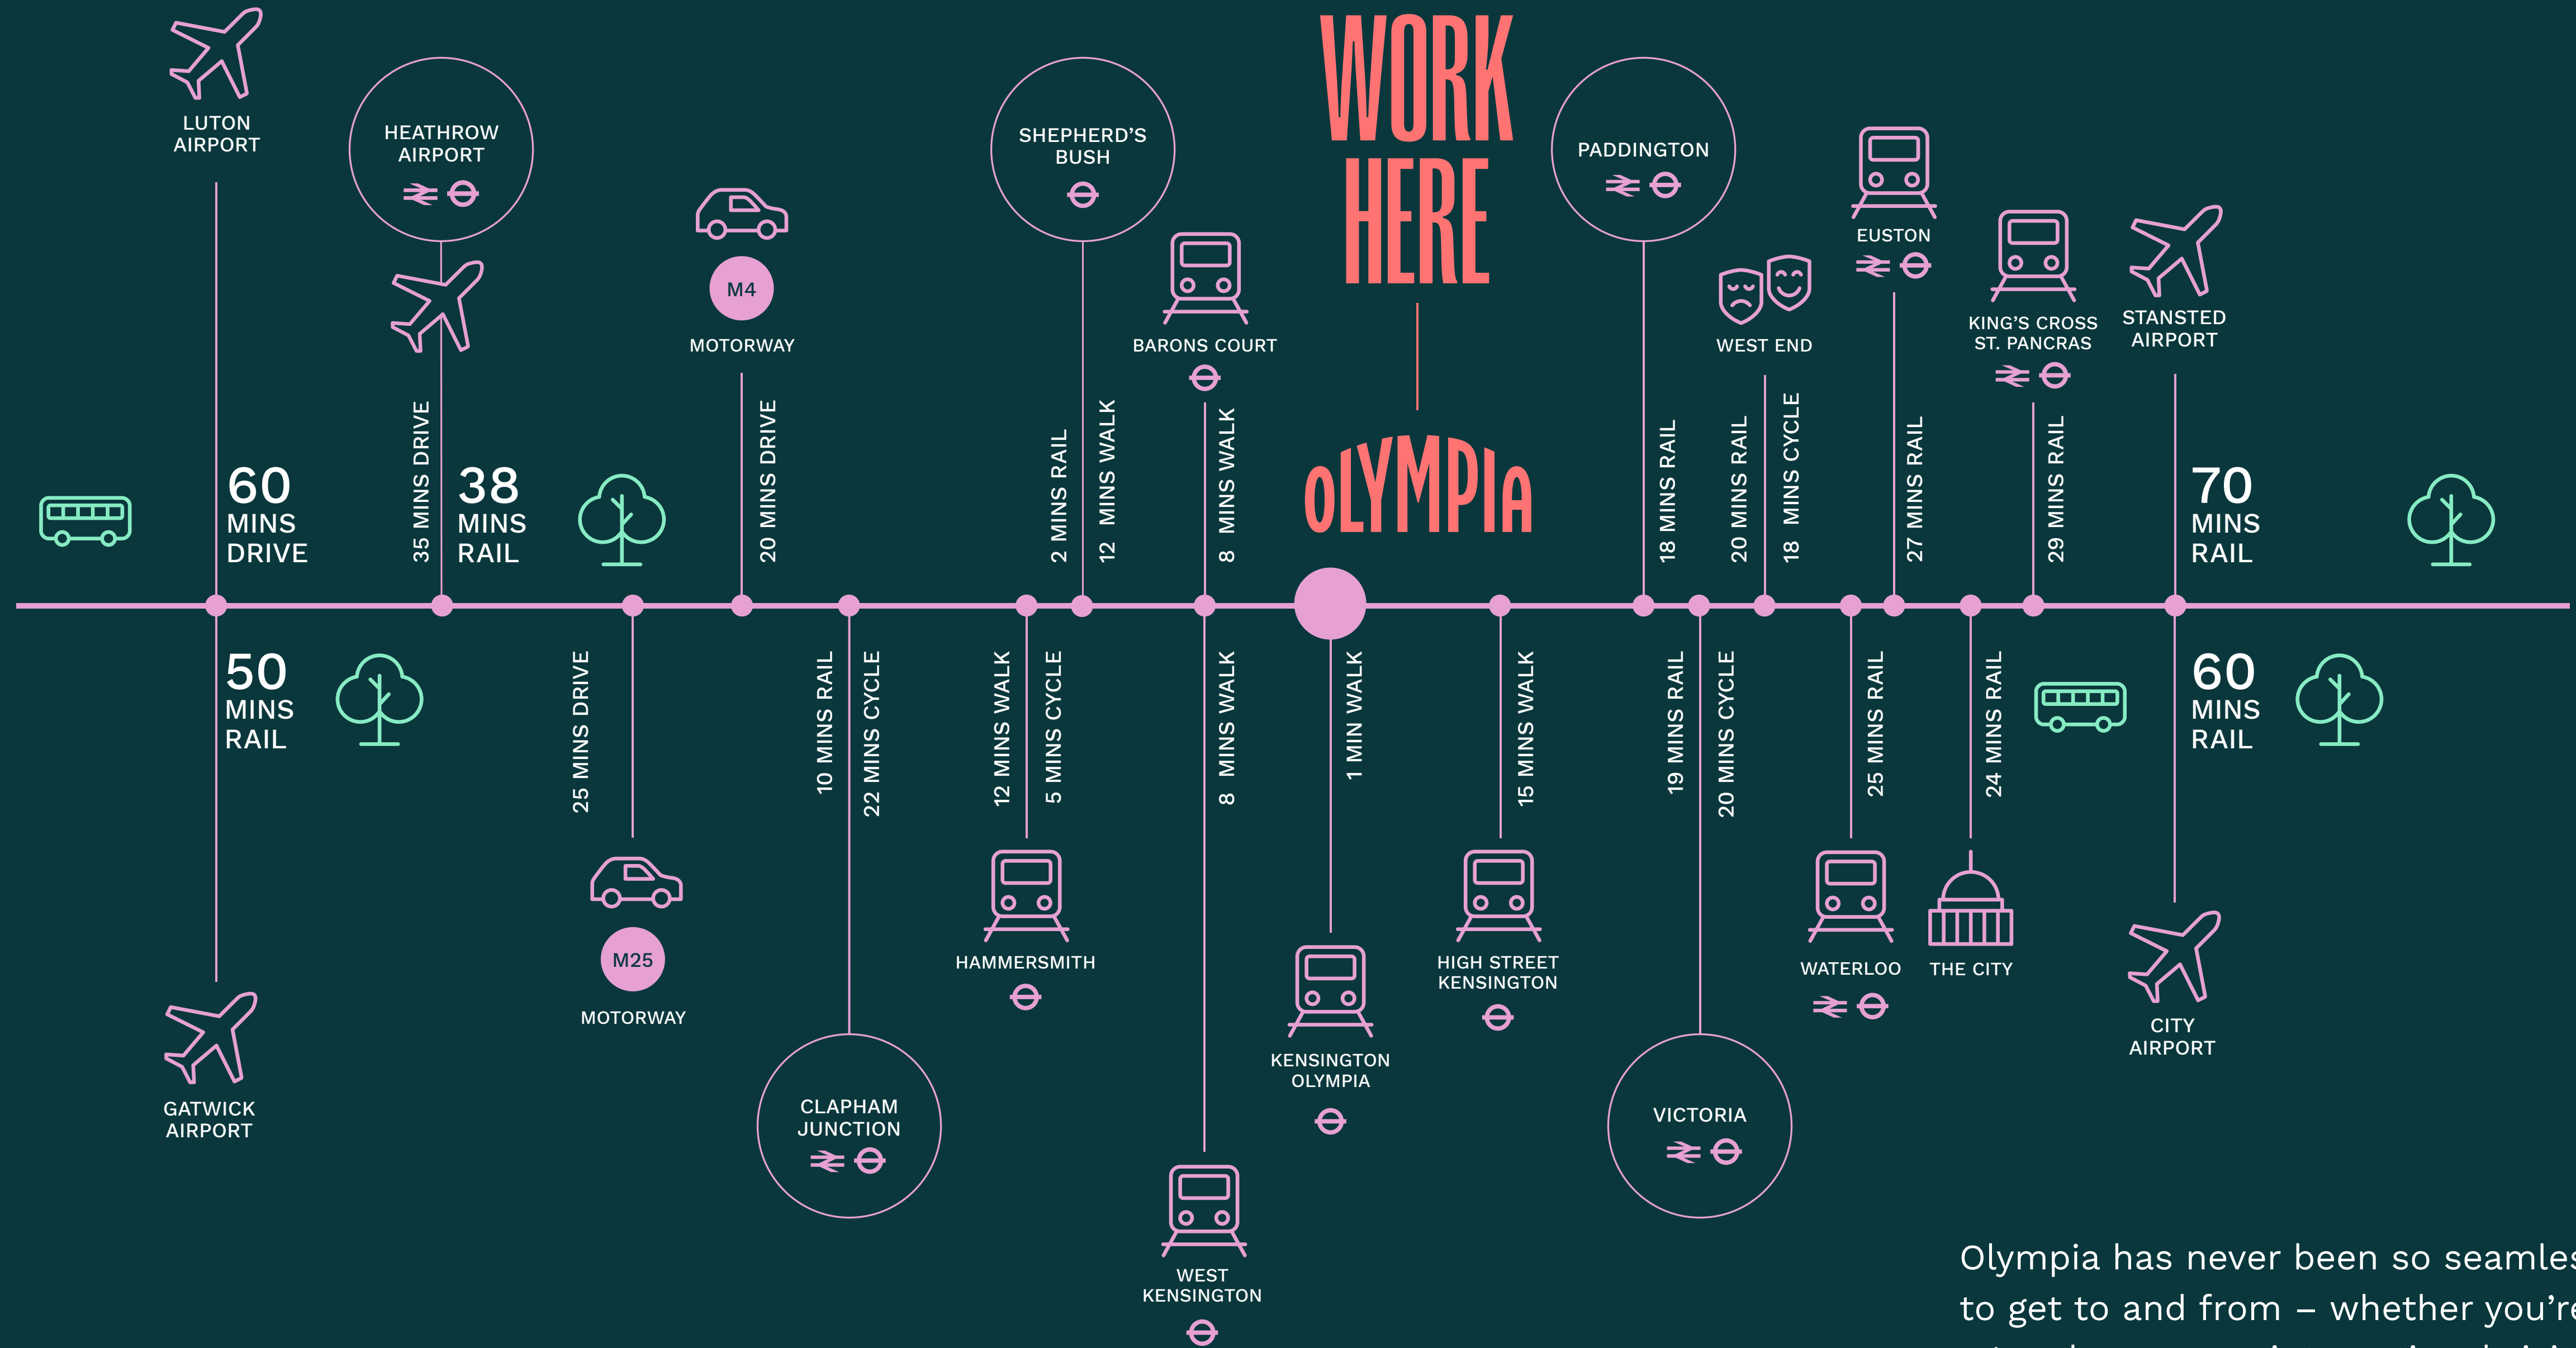 LUTON
AIRPORT
60
MINS
DRIVE
HEATHROW
AIRPORT
35 MINS DRIVE
38
MINS
RAIL
M4
MOTORWAY
20 MINS DRIVE
SHEPHERD'S
BUSH
2 MINS RAIL
12 MINS WALK
BARONS COURT
8 MINS WALK
WORK
HERE
OLYMPIA
PADDINGTON
18 MINS RAIL
WEST END
20 MINS RAIL
18 MINS CYCLE
EUSTON
27 MINS RAIL
KING'S CROSS
ST. PANCRAS
29 MINS RAIL
STANSTED
AIRPORT
70
MINS
RAIL
50
MINS
RAIL
GATWICK
AIRPORT
25 MINS DRIVE
M25
MOTORWAY
10 MINS RAIL
22 MINS CYCLE
CLAPHAM
JUNCTION
12 MINS WALK
5 MINS CYCLE
HAMMERSMITH
8 MINS WALK
WEST
KENSINGTON
1 MIN WALK
KENSINGTON
OLYMPIA
15 MINS WALK
HIGH STREET
KENSINGTON
19 MINS RAIL
20 MINS CYCLE
VICTORIA
25 MINS RAIL
WATERLOO
24 MINS RAIL
THE CITY
60
MINS
RAIL
CITY
AIRPORT
Olympia has never been so seamles
to get to and from – whether you're